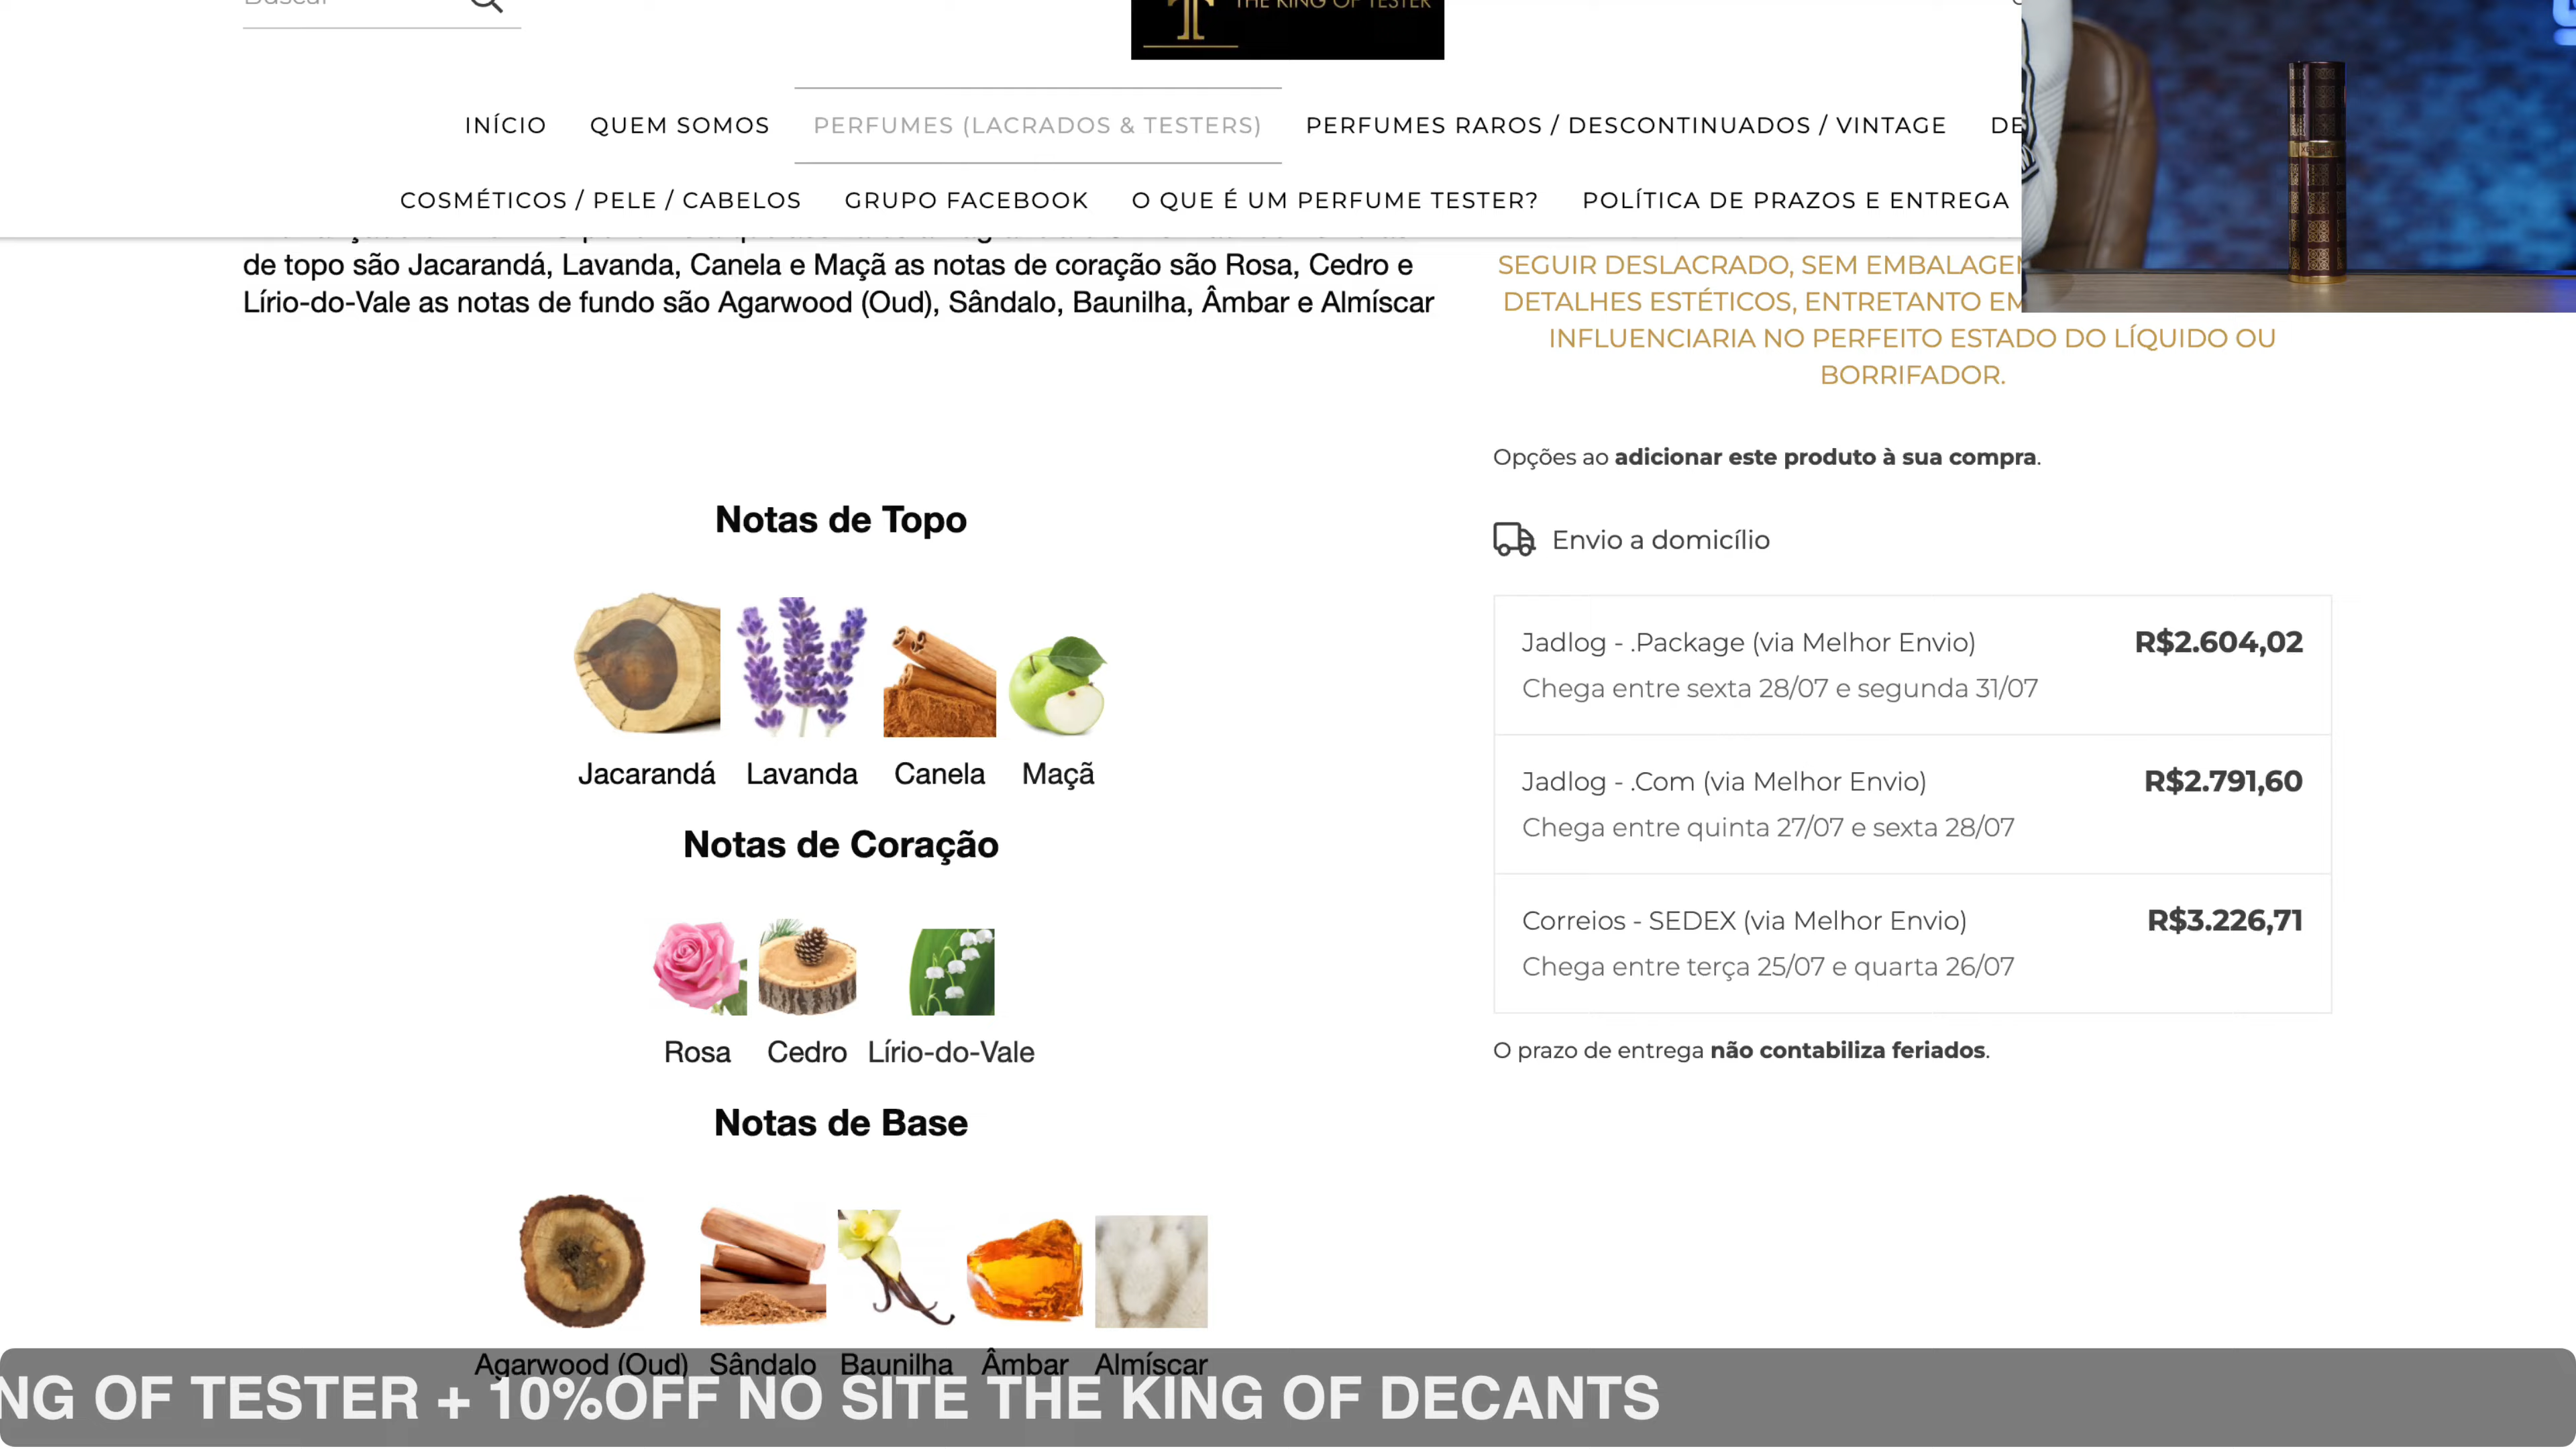 Buscar
THE KING OF TESTER
INÍCIO QUEM SOMOS PERFUMES (LACRADOS & TESTERS) PERFUMES RAROS / DESCONTINUADOS / VINTAGE
COSMÉTICOS / PELE / CABELOS GRUPO FACEBOOK O QUE É UM PERFUME TESTER? POLÍTICA DE PRAZOS E ENTREGA
de topo são Jacarandá, Lavanda, Canela e Maçã as notas de coração são Rosa, Cedro e
Lírio-do-Vale as notas de fundo são Agarwood (Oud), Sândalo, Baunilha, Âmbar e Almíscar
Notas de Topo
Jacarandá Lavanda Canela Maçã
Notas de Coração
Rosa Cedro Lírio-do-Vale
Notas de Base
Agarwood (Oud) Sândalo Baunilha Âmbar Almíscar
SEGUIR DESLACRADO, SEM
DETALHES ESTÉTICOS, ENTRETANTO EM
INFLUENCIARIA NO PERFEITO ESTADO DO LÍQUIDO OU
BORRIFADOR.
Opções ao adicionar este produto à sua compra.
Envio a domicílio
Jadlog - .Package (via Melhor Envio) R$2.604,02
Chega entre sexta 28/07 e segunda 31/07
Jadlog - .Com (via Melhor Envio) R$2.791,60
Chega entre quinta 27/07 e sexta 28/07
Correios - SEDEX (via Melhor Envio) R$3.226,71
Chega entre terça 25/07 e quarta 26/07
O prazo de entrega não contabiliza feriados.
NG OF TESTER + 10%OFF NO SITE THE KING OF DECANTS